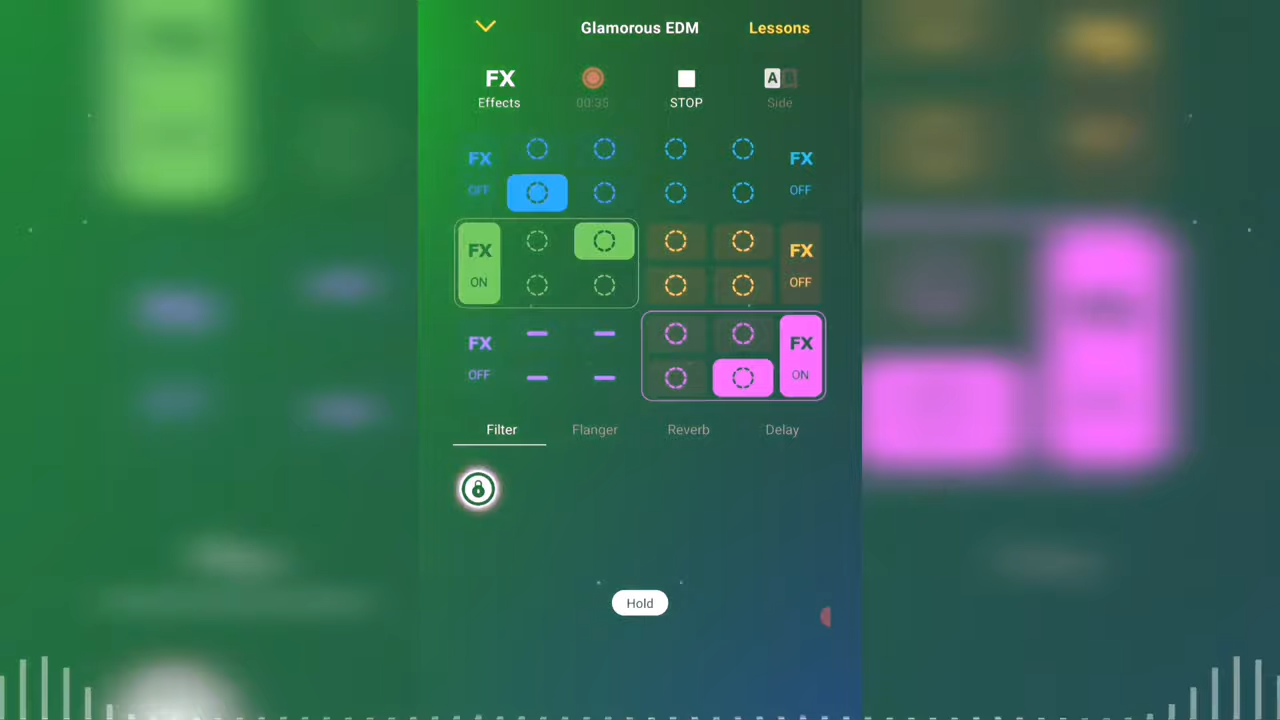 Glamorous EDM Lessons
FX
Effects 00:35 STOP A B Side
FX FX
OFF OFF
FX FX
ON OFF
FX FX
OFF ON
Filter Flanger Reverb Delay
Hold